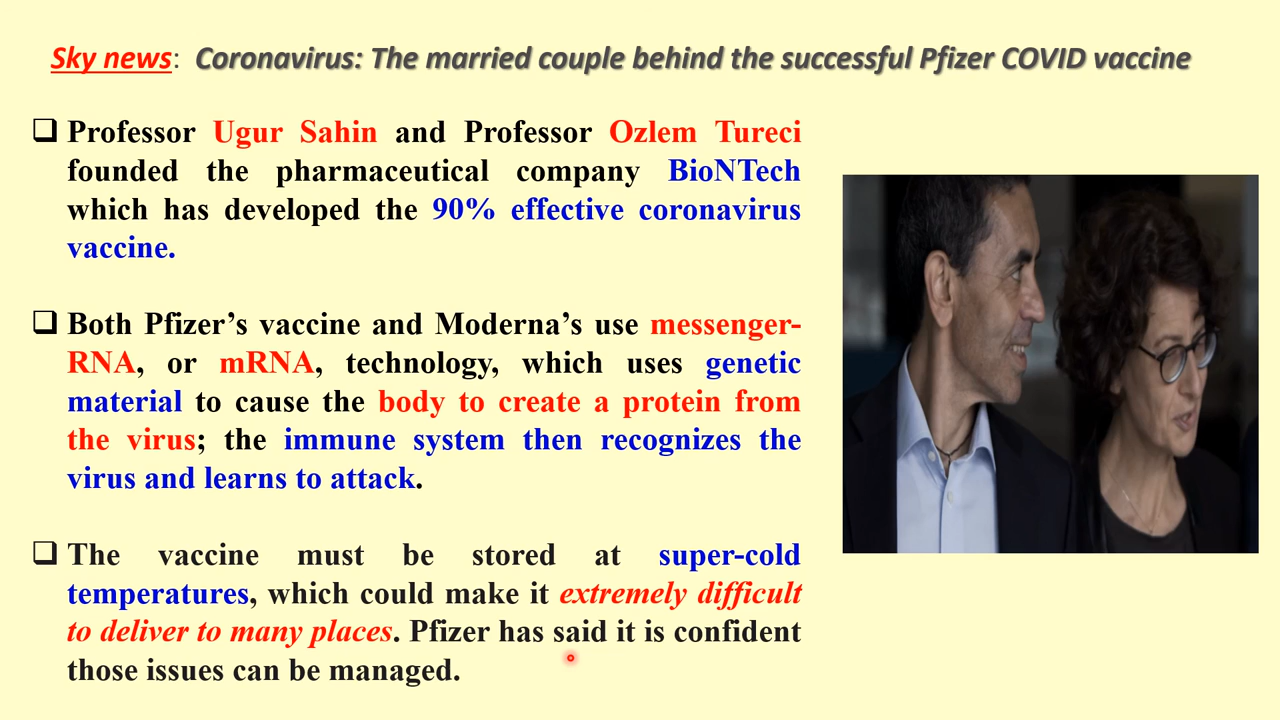 Sky news: Coronavirus: The married couple behind the successful Pfizer COVID vaccine
❑ Professor Ugur Sahin and Professor Ozlem Tureci
founded the pharmaceutical company BioNTech
which has developed the 90% effective coronavirus
vaccine.
❑ Both Pfizer’s vaccine and Moderna’s use messenger-
RNA, or mRNA, technology, which uses genetic
material to cause the body to create a protein from
the virus; the immune system then recognizes the
virus and learns to attack.
❑ The vaccine must be stored at super-cold
temperatures, which could make it extremely difficult
to deliver to many places. Pfizer has said it is confident
those issues can be managed.